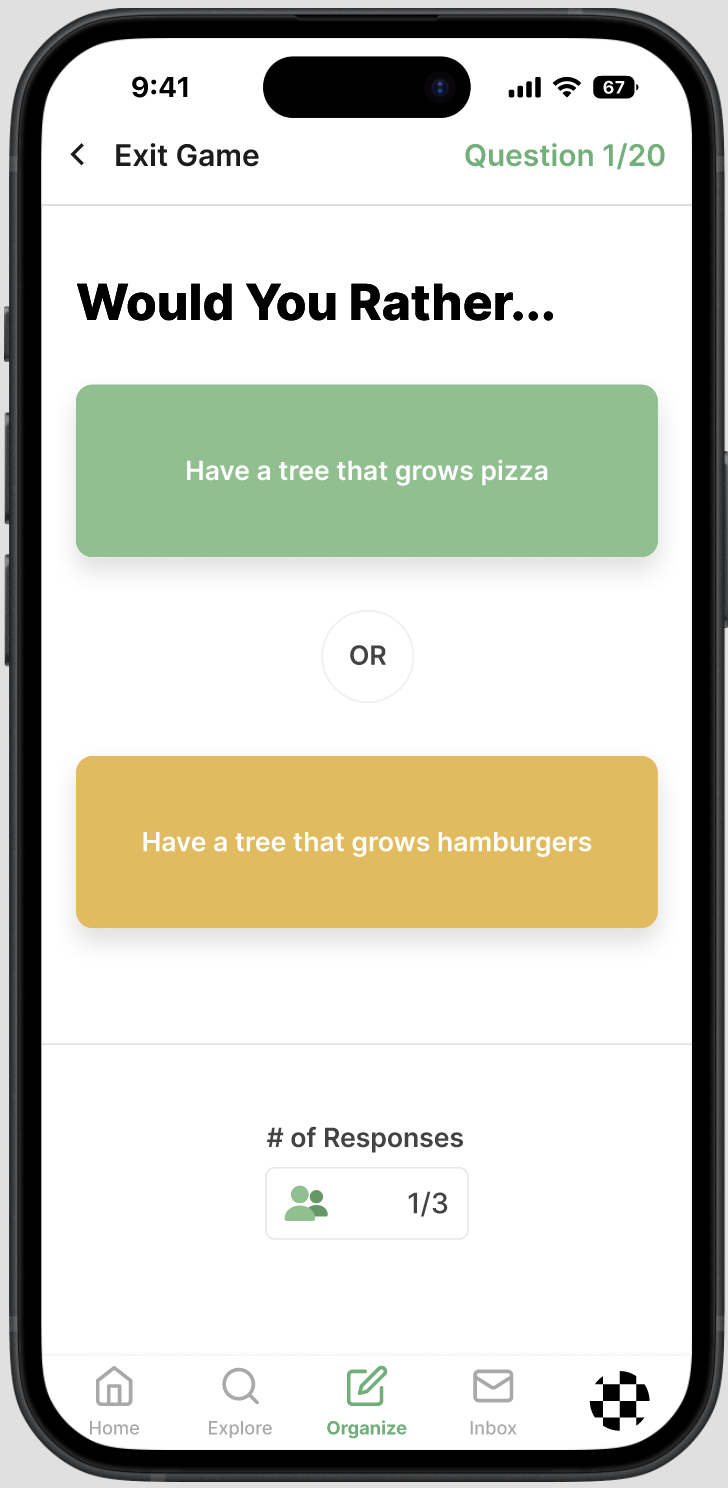 9:41
67
Exit Game
Question 1/20
Would You Rather...
Have a tree that grows pizza
OR
Have a tree that grows hamburgers
# of Responses
1/3
Home
Explore
Organize
Inbox